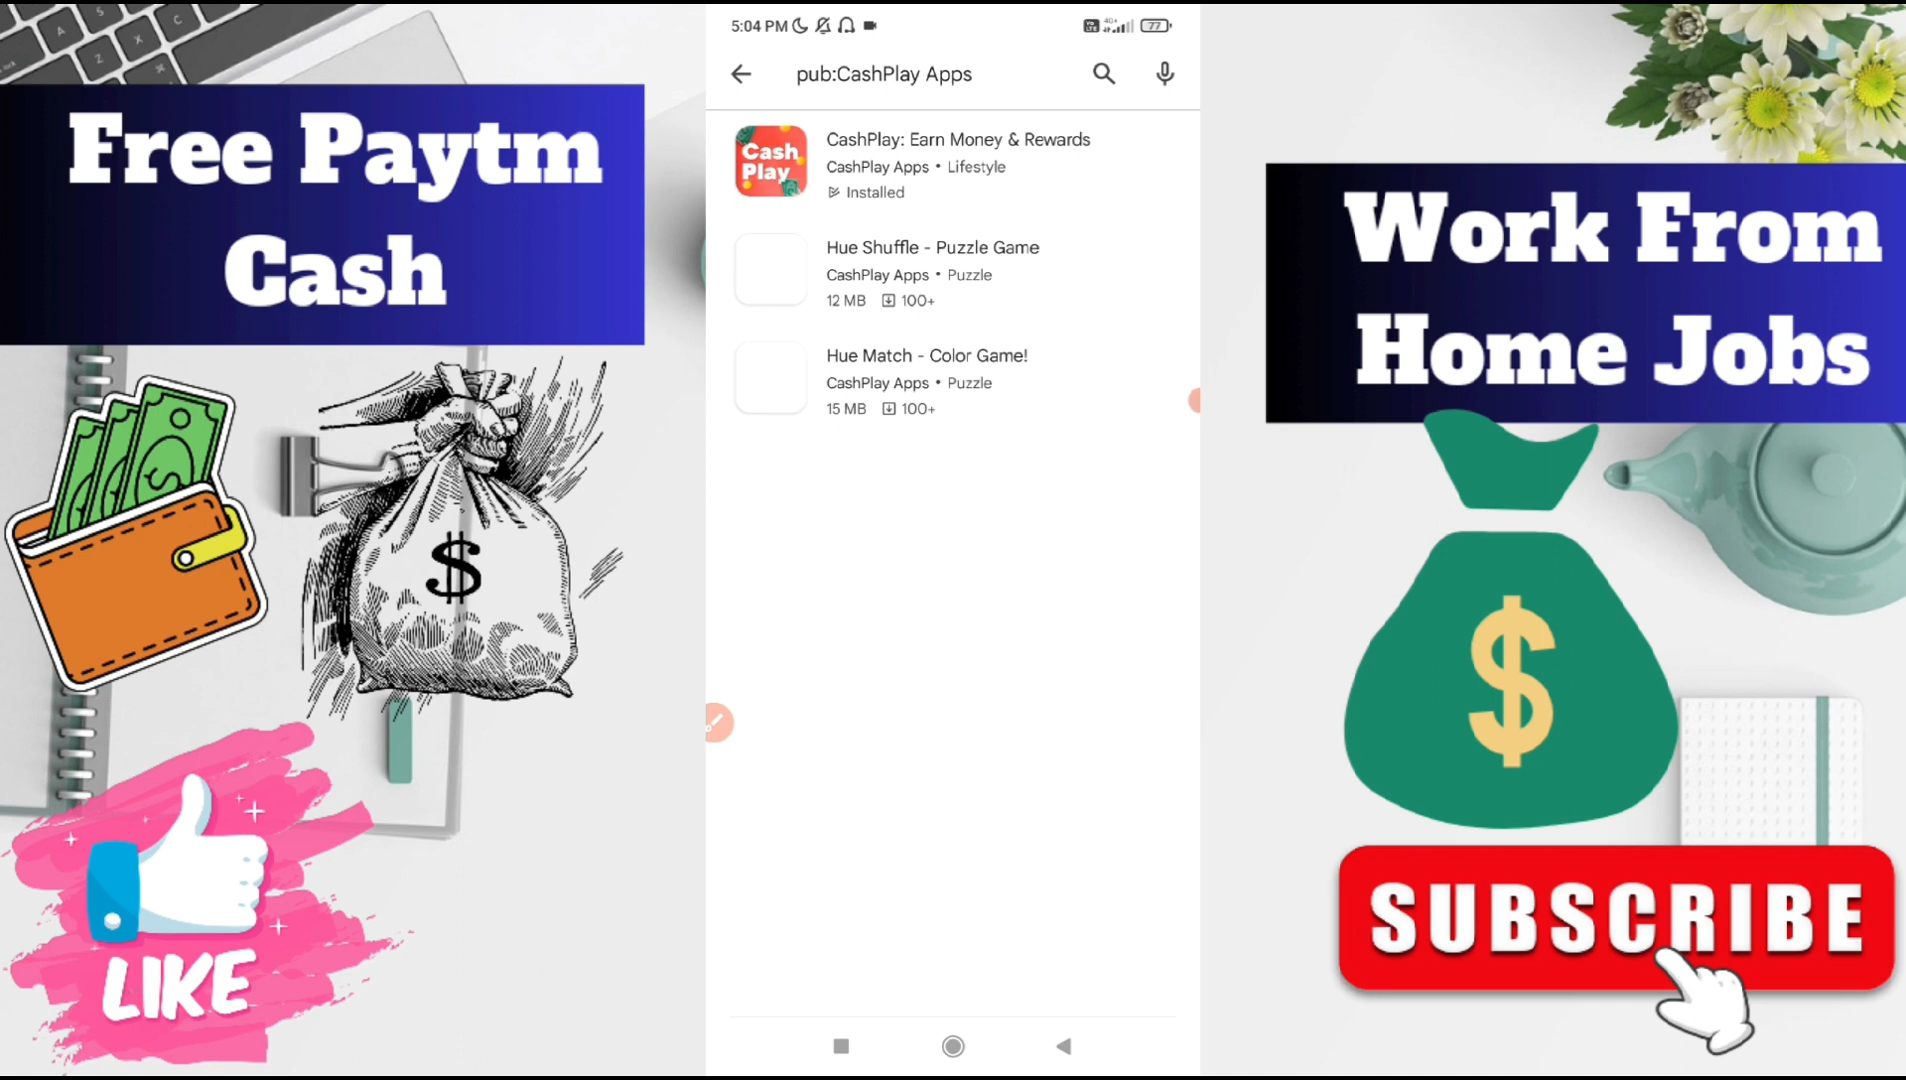 Free Paytm
Cash
LIKE
5:04 PM
4G+
77
pub:CashPlay Apps
Cash
Play
CashPlay: Earn Money & Rewards
CashPlay Apps • Lifestyle
Installed
Hue Shuffle - Puzzle Game
CashPlay Apps • Puzzle
12 MB 100+
Hue Match - Color Game!
CashPlay Apps • Puzzle
15 MB 100+
Work From
Home Jobs
SUBSCRIBE